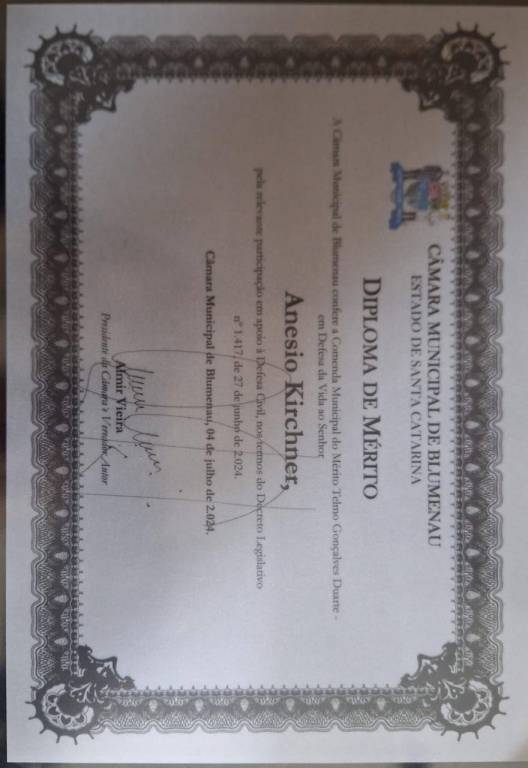 CÂMARA MUNICIPAL DE BLUMENAU
ESTADO DE SANTA CATARINA
DIPLOMA DE MÉRITO
A Câmara Municipal de Blumenau confere a Comenda Municipal do Mérito Telmo Gonçalves Duarte -
em Defesa da Vida ao Senhor
Anesio Kirchner,
pela relevante participação em apoio à Defesa Civil, nos termos do Decreto Legislativo
nº 1.417, de 27 de junho de 2.024.
Câmara Municipal de Blumenau, 04 de julho de 2.024.
Almir Vieira
Presidente da Câmara e Vereador Autor